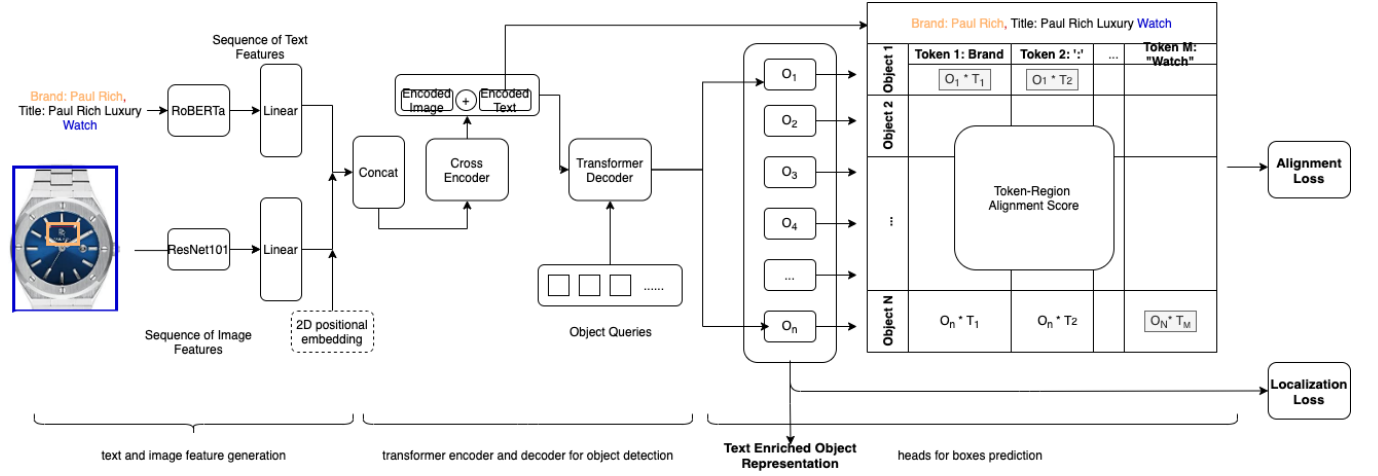 Sequence of Text
Features
Brand: Paul Rich,
Title: Paul Rich Luxury
Watch
RoBERTa
Linear
ResNet101
Linear
Sequence of Image
Features
2D positional
embedding
Concat
Encoded
Image
+
Encoded
Text
Cross
Encoder
Transformer
Decoder
......
Object Queries
O1
O2
O3
O4
...
On
Brand: Paul Rich, Title: Paul Rich Luxury Watch
Token 1: Brand
Token 2: ':'
...
Token M:
"Watch"
Object 1
O1 * T1
O1 * T2
Object 2
...
Token-Region
Alignment Score
Object N
On * T1
On * T2
ON* TM
Alignment
Loss
Localization
Loss
Text Enriched Object
Representation
text and image feature generation
transformer encoder and decoder for object detection
heads for boxes prediction